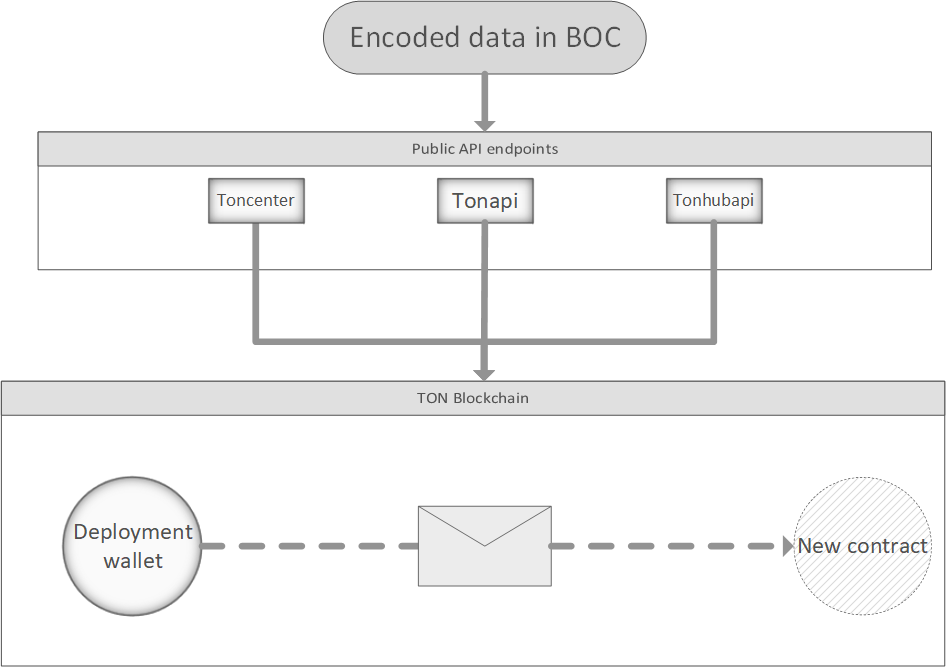 Encoded data in BOC
Public API endpoints
Toncenter
Tonapi
Tonhubapi
TON Blockchain
Deployment
wallet
New contract